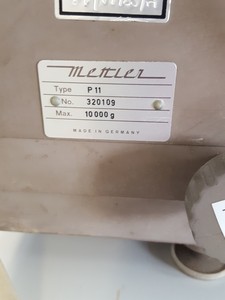 Mettler
Type P 11
No. 320109
Max. 10 000 g
MADE IN GERMANY